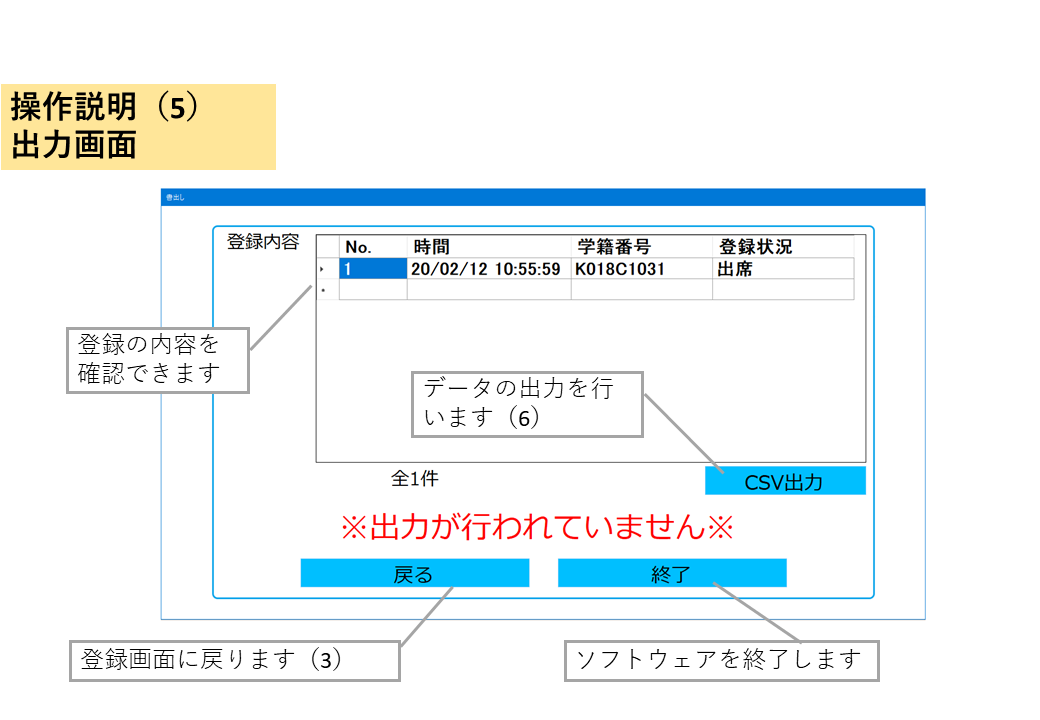 操作説明（5）
出力画面
書出し
登録内容
No. 時間 学籍番号 登録状況
1 20/02/12 10:55:59 K018C1031 出席
登録の内容を
確認できます
データの出力を行
います（6）
全1件
CSV出力
※出力が行われていません※
戻る 終了
登録画面に戻ります（3）
ソフトウェアを終了します